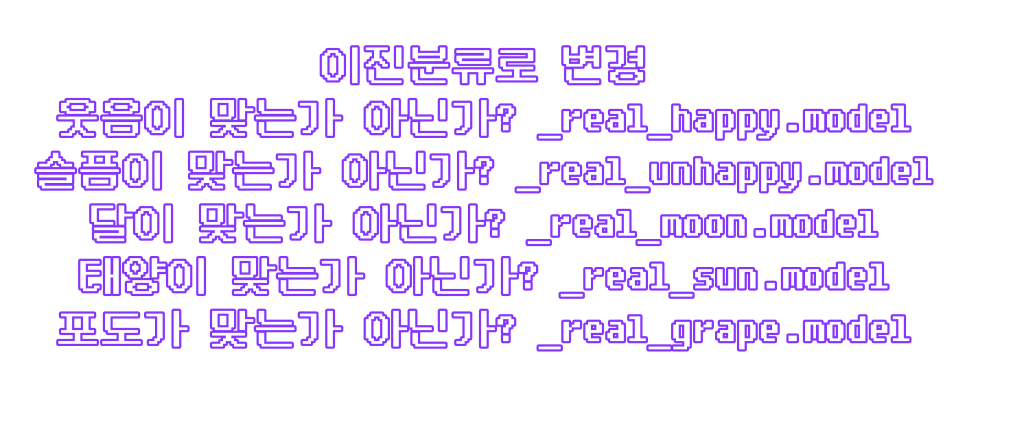 이진분류로 변경
웃음이 맞는가 아닌가? _real_happy.model
슬픔이 맞는가 아닌가? _real_unhappy.model
달이 맞는가 아닌가? _real_moon.model
태양이 맞는가 아닌가? _real_sun.model
포도가 맞는가 아닌가? _real_grape.model